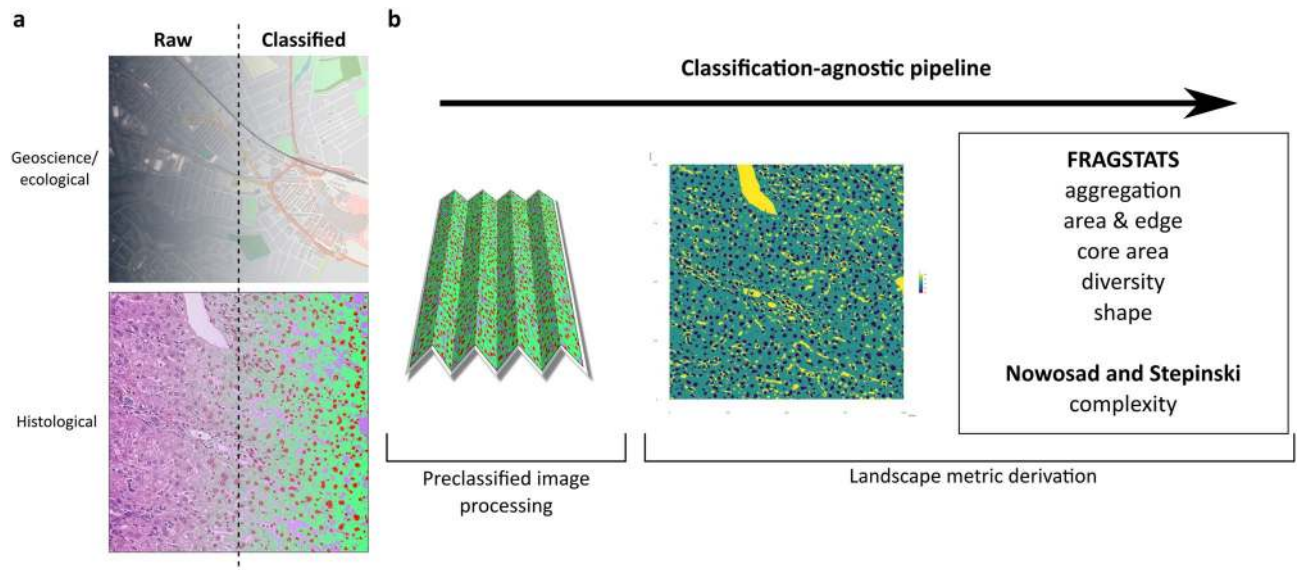 a
Raw
Classified
Geoscience/
ecological
Histological
b
Classification-agnostic pipeline
FRAGSTATS
aggregation
area & edge
core area
diversity
shape
Nowosad and Stepinski
complexity
Preclassified image
processing
Landscape metric derivation